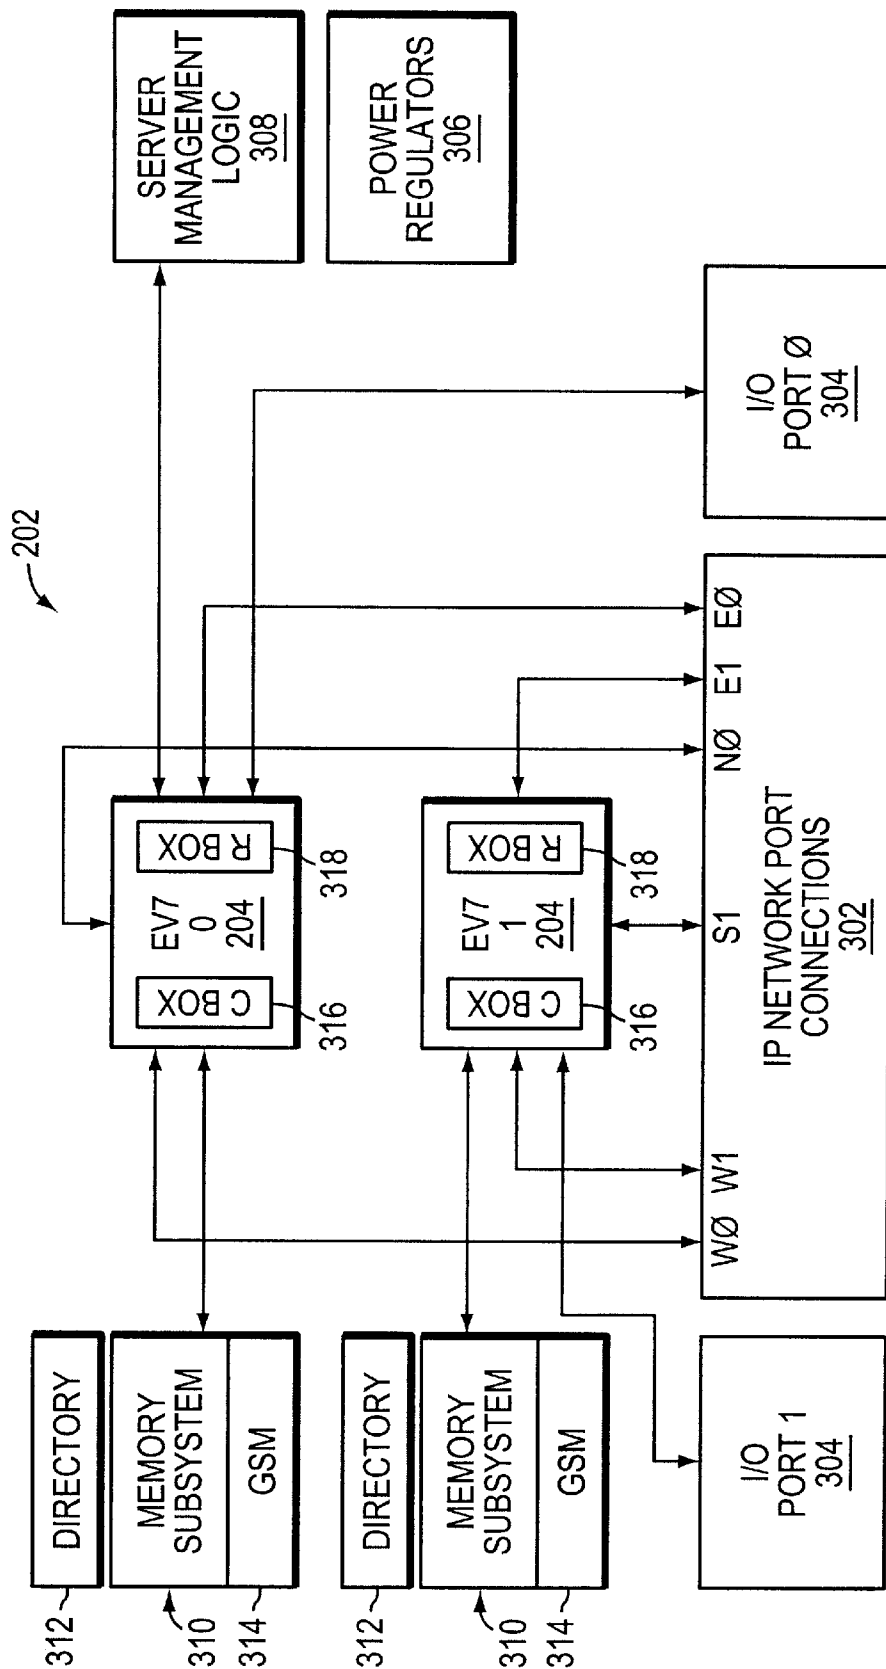 202
312
DIRECTORY
310
MEMORY
SUBSYSTEM
314
GSM
C BOX
316
EV7
0
204
R BOX
318
SERVER
MANAGEMENT
LOGIC
308
POWER
REGULATORS
306
312
DIRECTORY
310
MEMORY
SUBSYSTEM
314
GSM
C BOX
316
EV7
1
204
R BOX
318
I/O
PORT 1
304
WØ W1 S1 NØ E1 EØ
IP NETWORK PORT
CONNECTIONS
302
I/O
PORT Ø
304